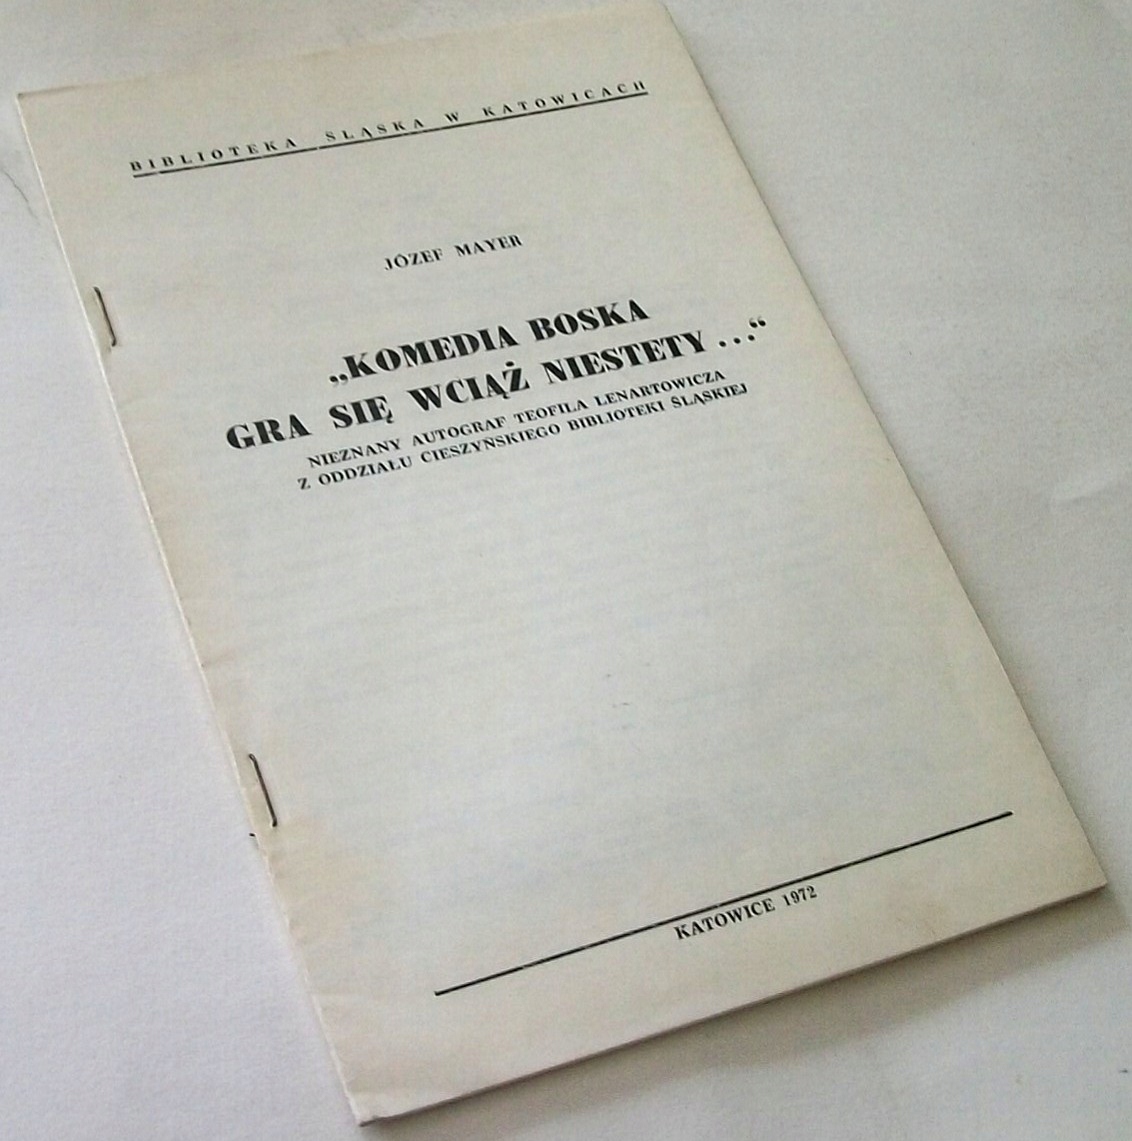 BIBLIOTEKA ŚLĄSKA W KATOWICACH
JÓZEF MAYER
„KOMEDIA BOSKA
GRA SIĘ WCIĄŻ NIESTETY ...“
NIEZNANY AUTOGRAF TEOFILA LENARTOWICZA
Z ODDZIAŁU CIESZYŃSKIEGO BIBLIOTEKI ŚLĄSKIEJ
KATOWICE 1972